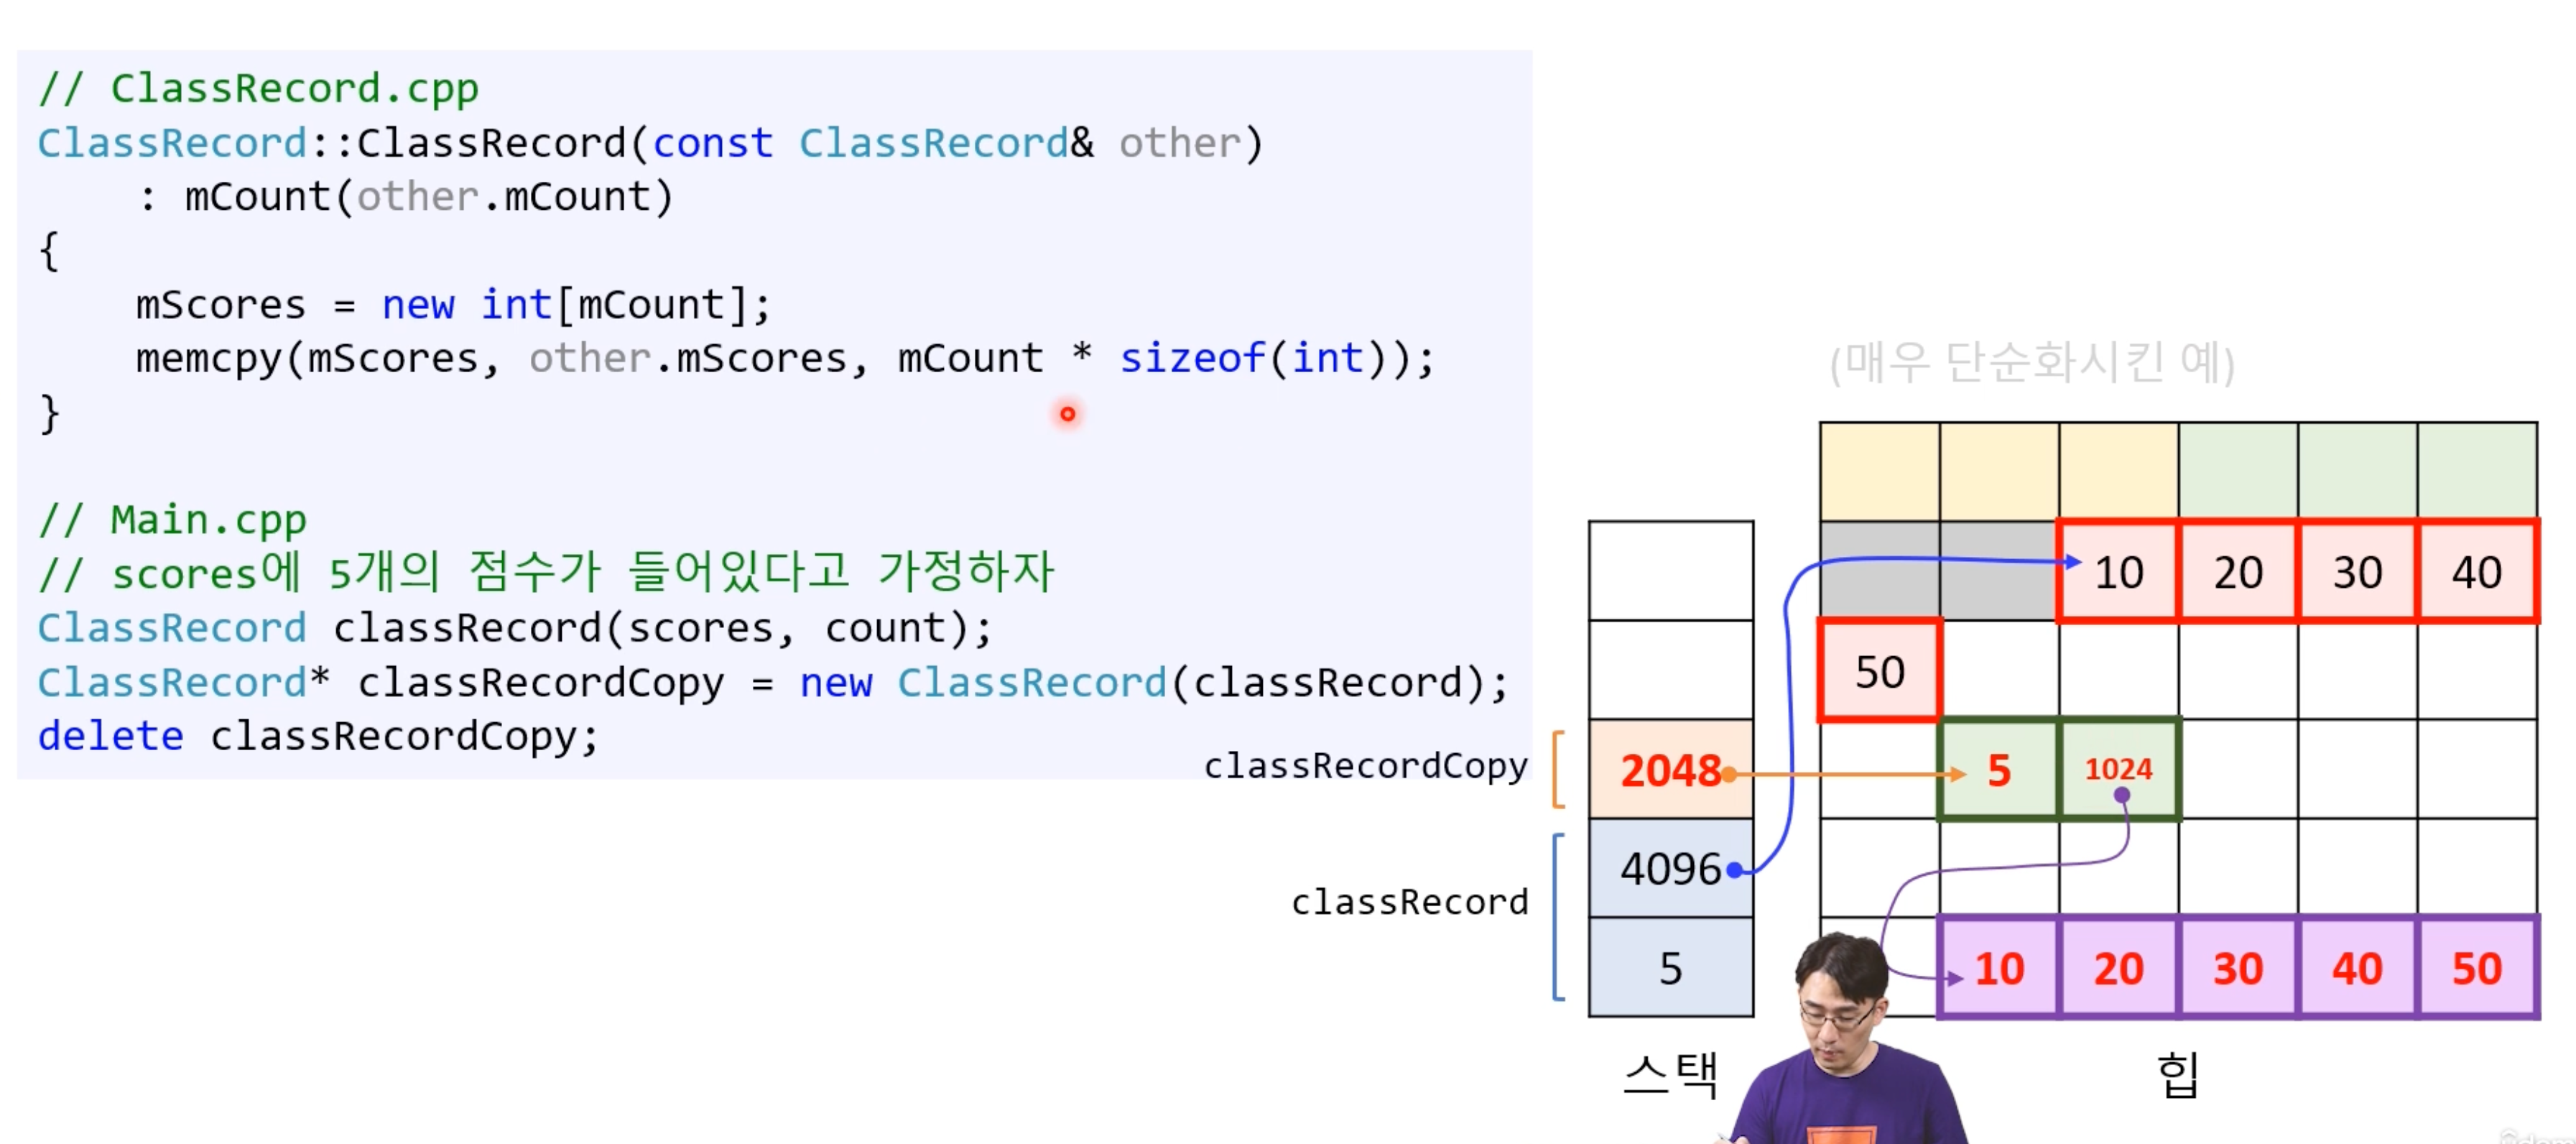 // ClassRecord.cpp
ClassRecord::ClassRecord(const ClassRecord& other)
    : mCount(other.mCount)
{
    mScores = new int[mCount];
    memcpy(mScores, other.mScores, mCount * sizeof(int));
}
// Main.cpp
// scores에 5개의 점수가 들어있다고 가정하자
ClassRecord classRecord(scores, count);
ClassRecord* classRecordCopy = new ClassRecord(classRecord);
delete classRecordCopy;
classRecordCopy
classRecord
2048
4096
5
스택
(매우 단순화시킨 예)
10 20 30 40
50
5 1024
10 20 30 40 50
힙